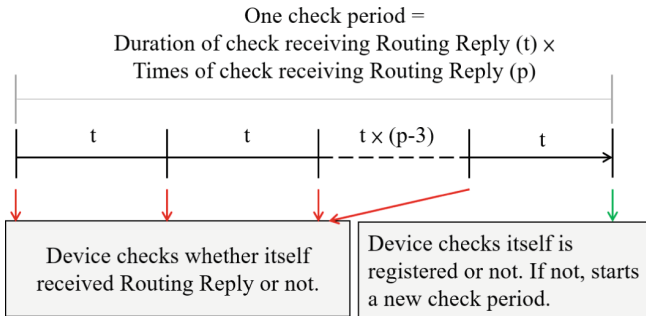 One check period =
Duration of check receiving Routing Reply (t) ×
Times of check receiving Routing Reply (p)
t
t
t × (p-3)
t
Device checks whether itself
received Routing Reply or not.
Device checks itself is
registered or not. If not, starts
a new check period.